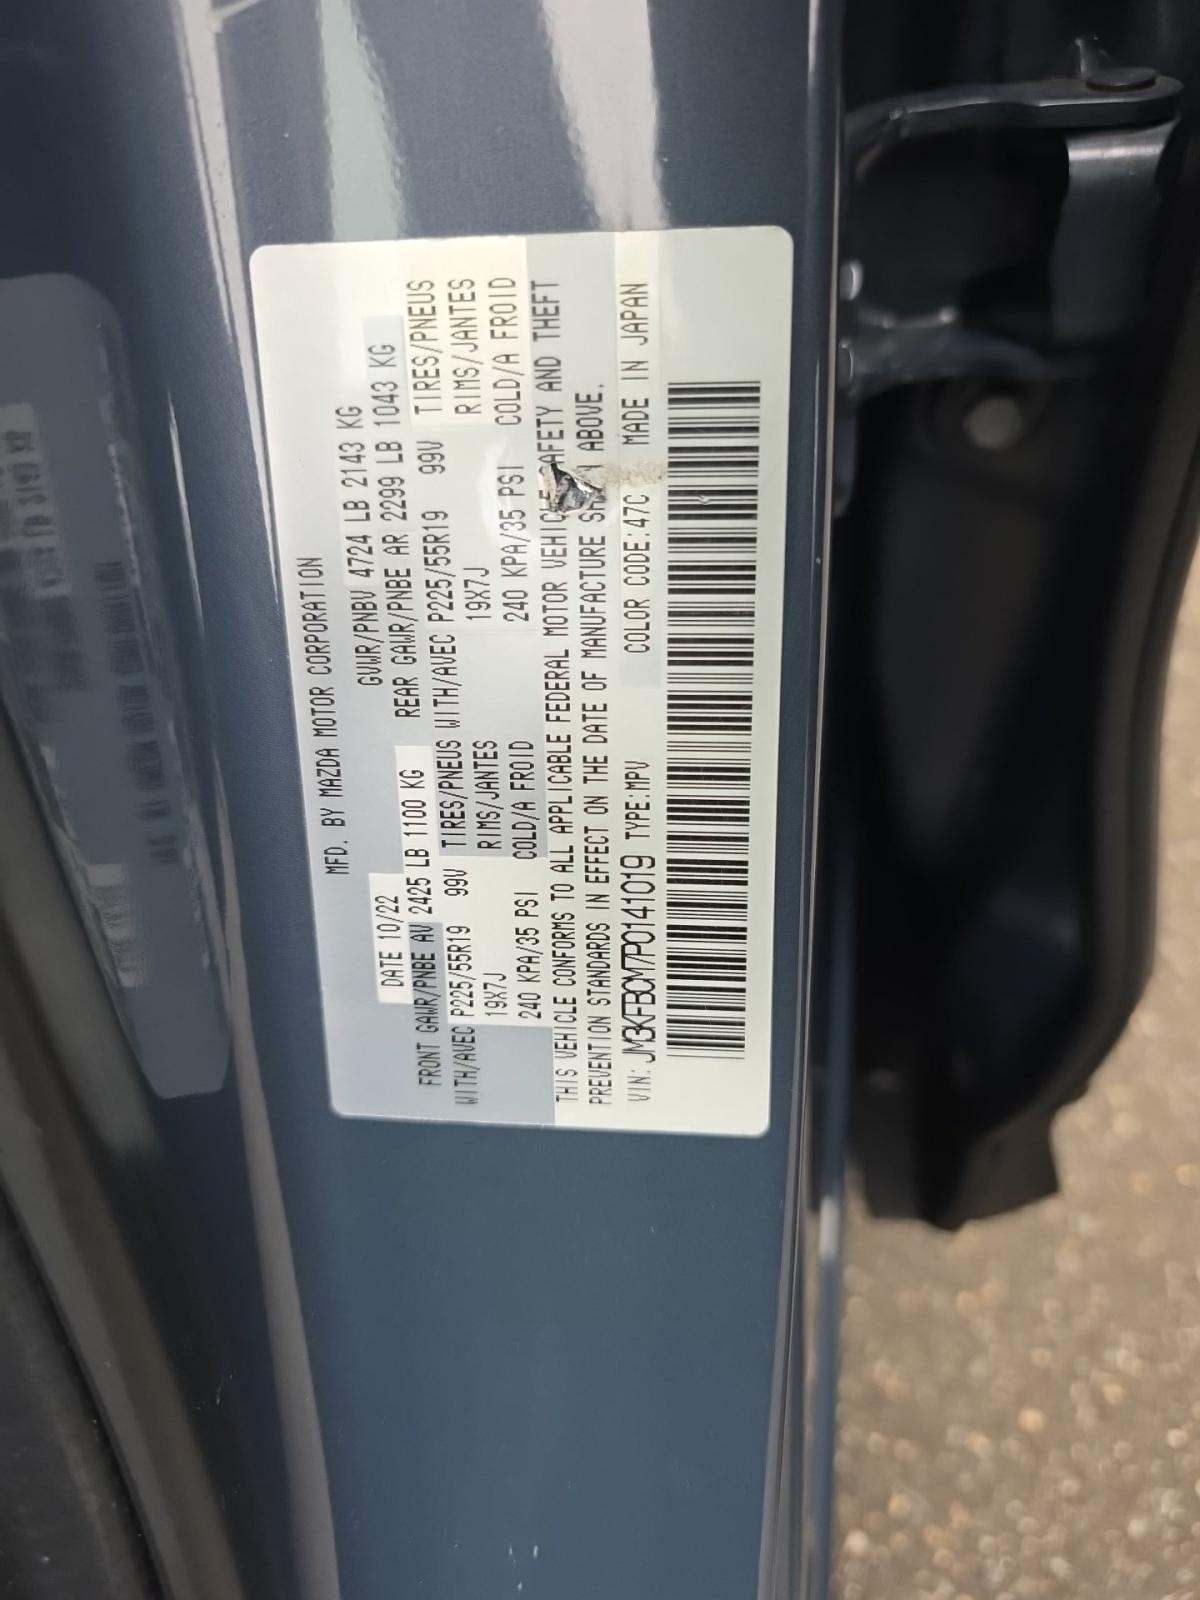 MFD. BY MAZDA MOTOR CORPORATION
DATE 10/22 GVWR/PNBV 4724 LB 2143 KG
FRONT GAWR/PNBE AV 2425 LB 1100 KG REAR GAWR/PNBE AR 2299 LB 1043 KG
WITH/AVEC P225/55R19 99V TIRES/PNEUS WITH/AVEC P225/55R19 99V TIRES/PNEUS
19X7J RIMS/JANTES 19X7J RIMS/JANTES
240 KPA/35 PSI COLD/A FROID 240 KPA/35 PSI COLD/A FROID
THIS VEHICLE CONFORMS TO ALL APPLICABLE FEDERAL MOTOR VEHICLE SAFETY AND THEFT
PREVENTION STANDARDS IN EFFECT ON THE DATE OF MANUFACTURE SHOWN ABOVE.
VIN: JM3KFBCM7P0141019 TYPE:MPV COLOR CODE:47C MADE IN JAPAN